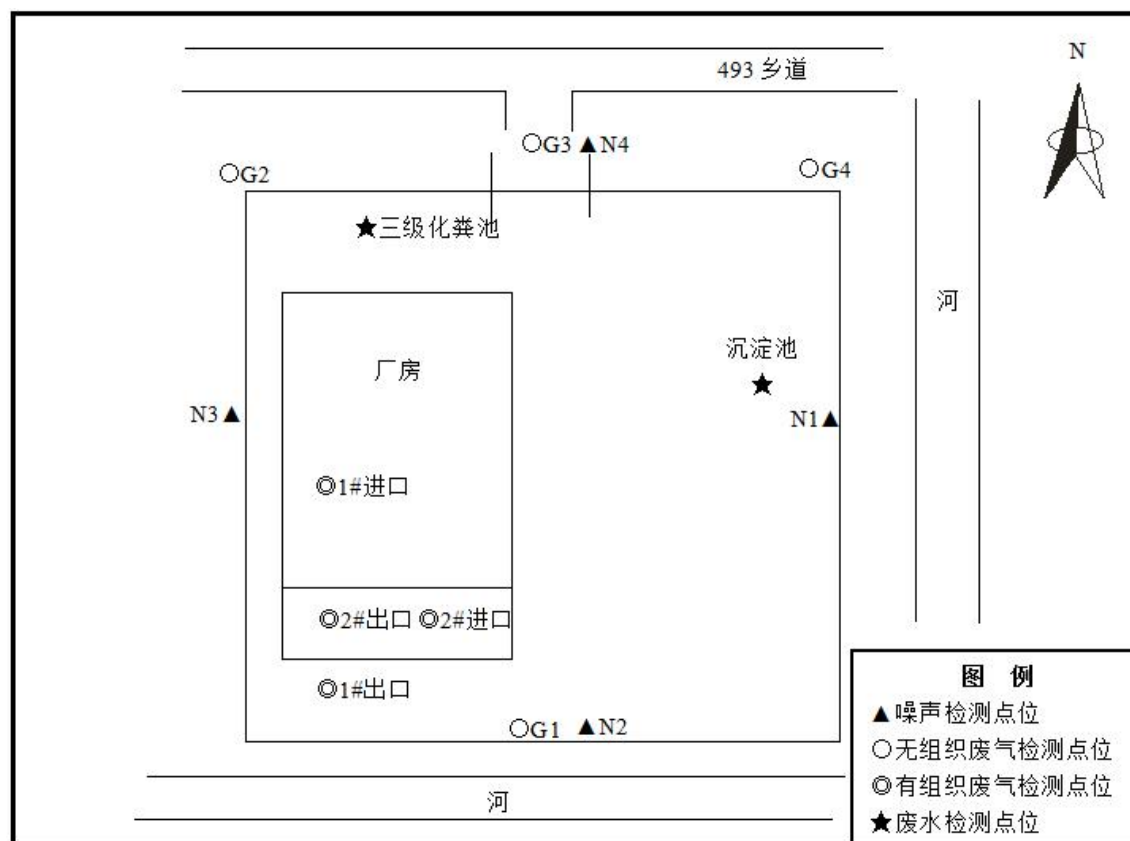 493 乡道
N
○G3 ▲N4
○G2
○G4
★三级化粪池
河
厂房
沉淀池
★
N3▲
N1▲
◎1#进口
◎2#出口 ◎2#进口
◎1#出口
○G1 ▲N2
河
图 例
▲噪声检测点位
○无组织废气检测点位
◎有组织废气检测点位
★废水检测点位